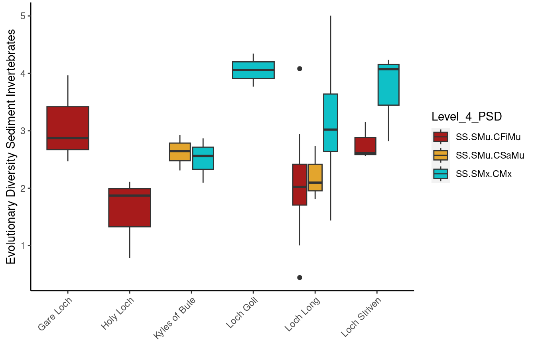 Evolutionary Diversity Sediment Invertebrates
5
4
3
2
1
Gare Loch
Holy Loch
Kyles of Bute
Loch Goil
Loch Long
Loch Striven
Level_4_PSD
SS.SMu.CFiMu
SS.SMu.CSaMu
SS.SMx.CMx